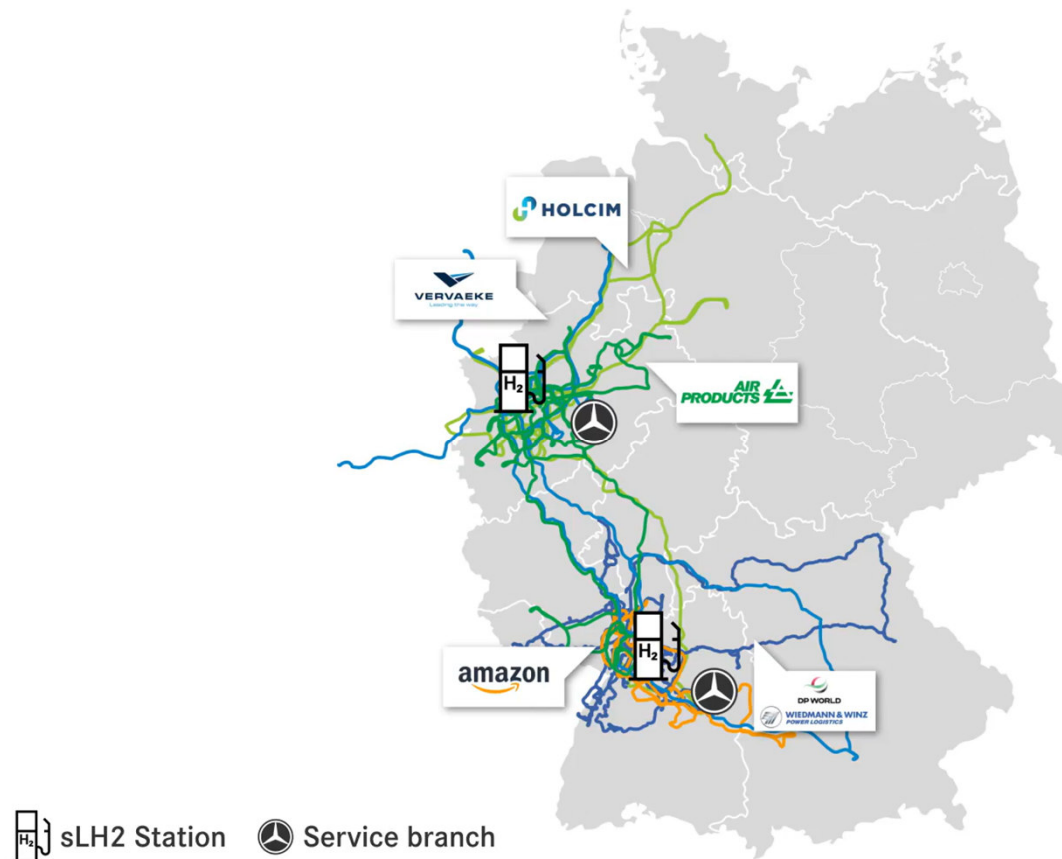 HOLCIM
VERVAEKE
Leading the way
AIR
PRODUCTS
H₂
amazon
H₂
DP WORLD
WIEDMANN & WINZ
POWER LOGISTICS
H₂
sLH2 Station
Service branch